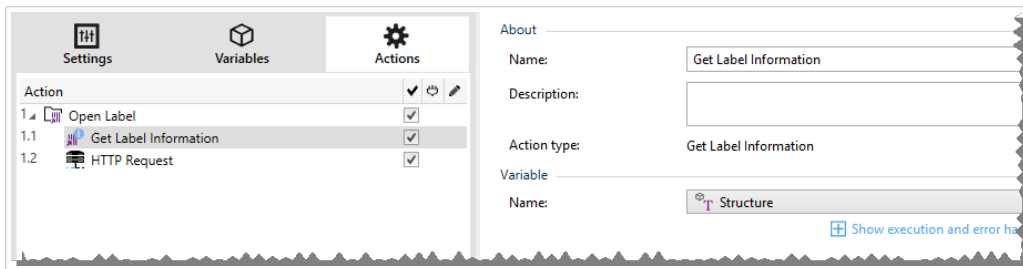 Settings
Variables
Actions
Action
1 Open Label
1.1 Get Label Information
1.2 HTTP Request
About
Name: Get Label Information
Description:
Action type: Get Label Information
Variable
Name: T Structure
Show execution and error ha